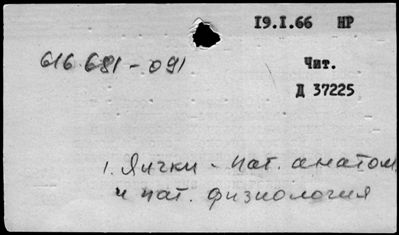 19.I.66 НР
616.681-091
Чит.
Д 37225
1. Яички - пат. анатом.
и пат. физиология